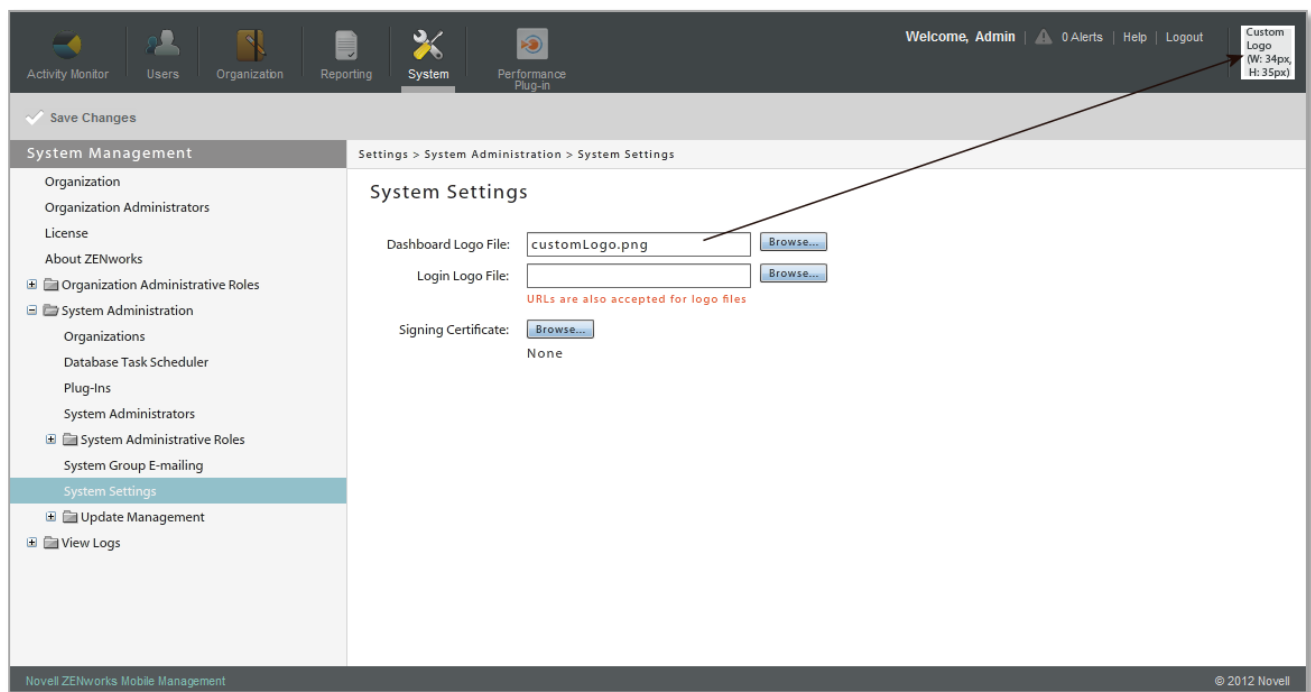 Activity Monitor
Users
Organization
Reporting
System
Performance
Plug-in
Welcome, Admin | 0 Alerts | Help | Logout
Custom
Logo
(W: 34px,
H: 35px)
Save Changes
System Management
Organization
Organization Administrators
License
About ZENworks
Organization Administrative Roles
System Administration
Organizations
Database Task Scheduler
Plug-Ins
System Administrators
System Administrative Roles
System Group E-mailing
System Settings
Update Management
View Logs
Settings > System Administration > System Settings
System Settings
Dashboard Logo File: customLogo.png Browse...
Login Logo File: Browse...
URLs are also accepted for logo files
Signing Certificate: Browse...
None
Novell ZENworks Mobile Management
© 2012 Novell